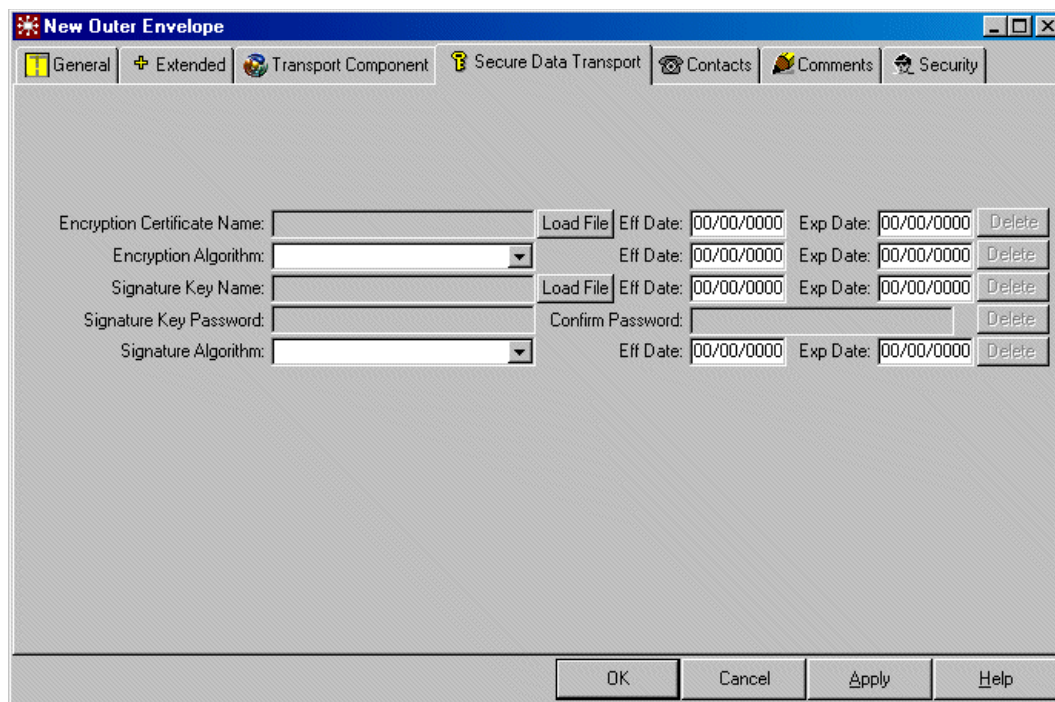 New Outer Envelope
General Extended Transport Component Secure Data Transport Contacts Comments Security
Encryption Certificate Name: Load File Eff Date: 00/00/0000 Exp Date: 00/00/0000 Delete
Encryption Algorithm: Eff Date: 00/00/0000 Exp Date: 00/00/0000 Delete
Signature Key Name: Load File Eff Date: 00/00/0000 Exp Date: 00/00/0000 Delete
Signature Key Password: Confirm Password: Delete
Signature Algorithm: Eff Date: 00/00/0000 Exp Date: 00/00/0000 Delete
OK Cancel Apply Help